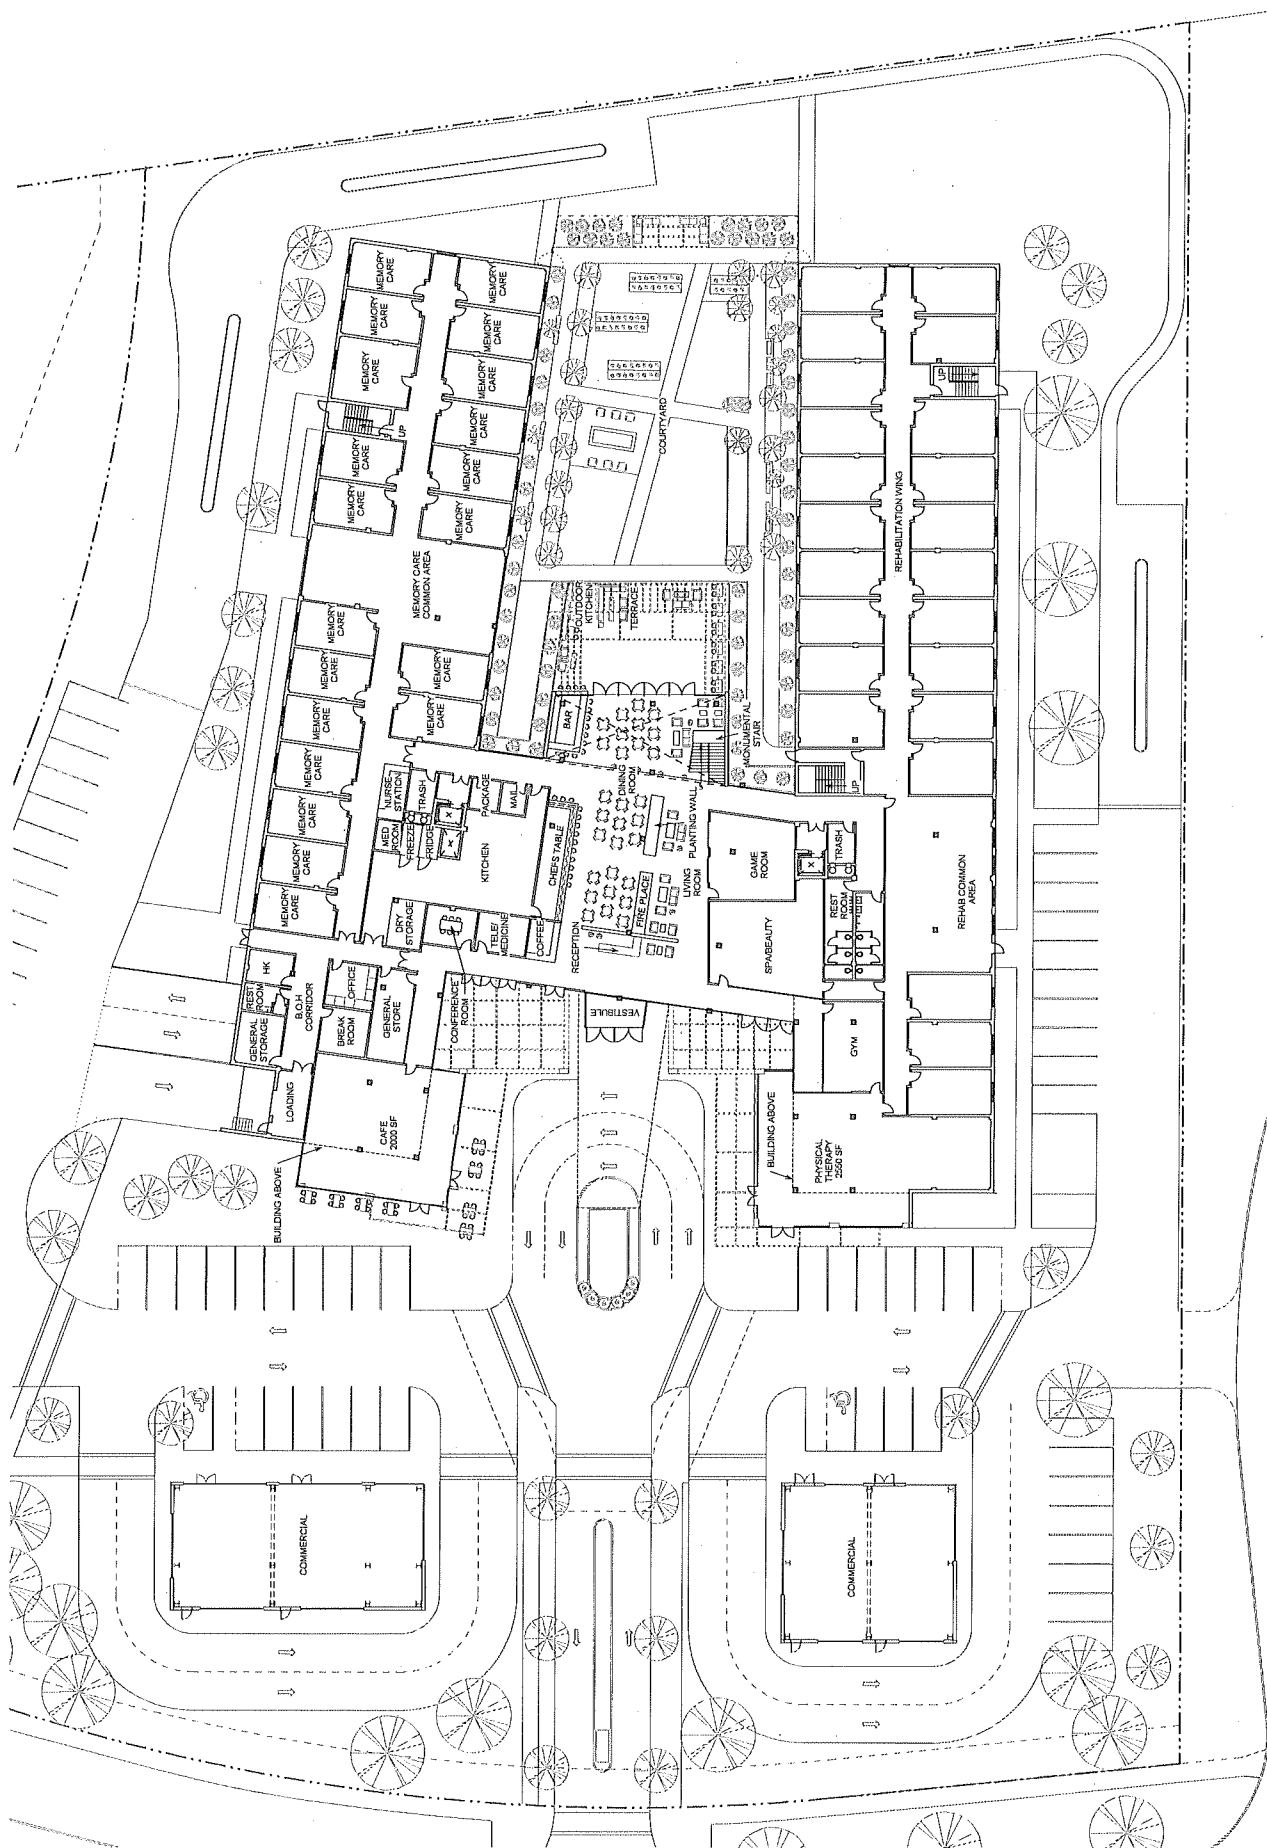 MEMORY
CARE
MEMORY
CARE
MEMORY
CARE
MEMORY
CARE
MEMORY
CARE
MEMORY
CARE
MEMORY
CARE
MEMORY
CARE
MEMORY
CARE
MEMORY
CARE
MEMORY
CARE
UP
MEMORY CARE
COMMON AREA
MEMORY
CARE
MEMORY
CARE
MEMORY
CARE
MEMORY
CARE
MEMORY
CARE
MEMORY
CARE
MEMORY
CARE
MEMORY
CARE
MEMORY
CARE
COURTYARD
OUTDOOR
KITCHEN
TERRACE
REHABILITATION WING
UP
UP
BAR
DINING
ROOM
MONUMENTAL
STAIR
PLANTING WALL
LIVING
ROOM
FIRE PLACE
NURSE
STATION
TRASH
MED
ROOM
FREEZE
FRIDGE
PACKAGE
MAIL
KITCHEN
CHEFS TABLE
DRY
STORAGE
TELE/
MEDICINE
COFFEE
RECEPTION
GAME
ROOM
SPA/BEAUTY
TRASH
REST
ROOM
REHAB COMMON
AREA
HK
REST
ROOM
GENERAL
STORAGE
B.O.H
CORRIDOR
OFFICE
BREAK
ROOM
GENERAL
STORE
CONFERENCE
ROOM
VESTIBULE
GYM
LOADING
CAFE
2000 SF
BUILDING ABOVE
BUILDING ABOVE
PHYSICAL
THERAPY
2550 SF
COMMERCIAL
COMMERCIAL